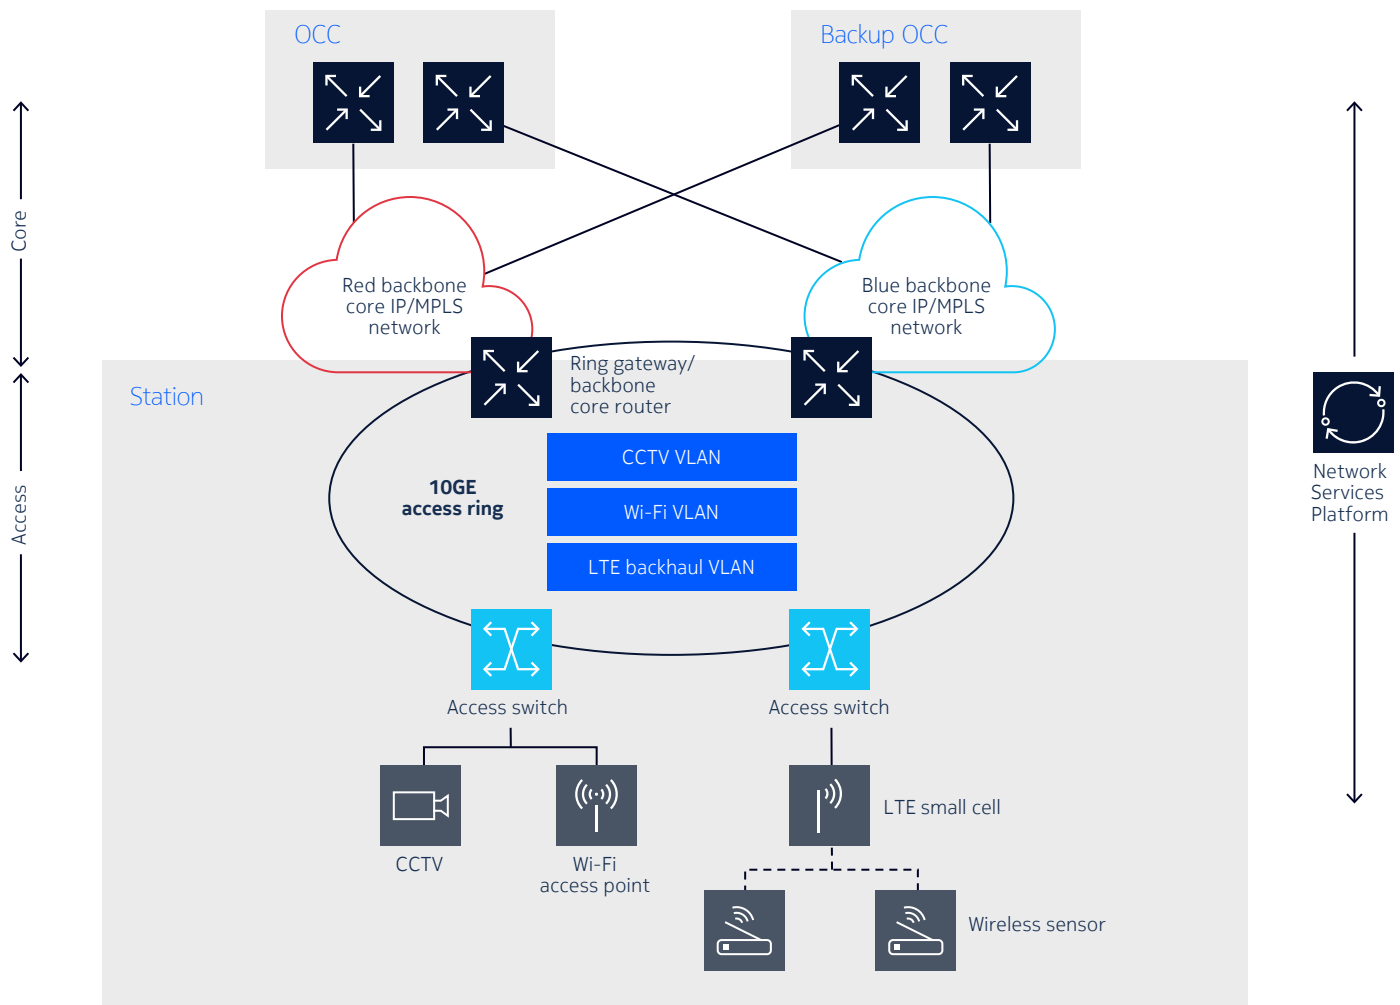 OCC
Backup OCC
Core
Red backbone
core IP/MPLS
network
Blue backbone
core IP/MPLS
network
Ring gateway/
backbone
core router
Station
CCTV VLAN
10GE
access ring
Wi-Fi VLAN
LTE backhaul VLAN
Access
Network
Services
Platform
Access switch
Access switch
LTE small cell
CCTV
Wi-Fi
access point
Wireless sensor